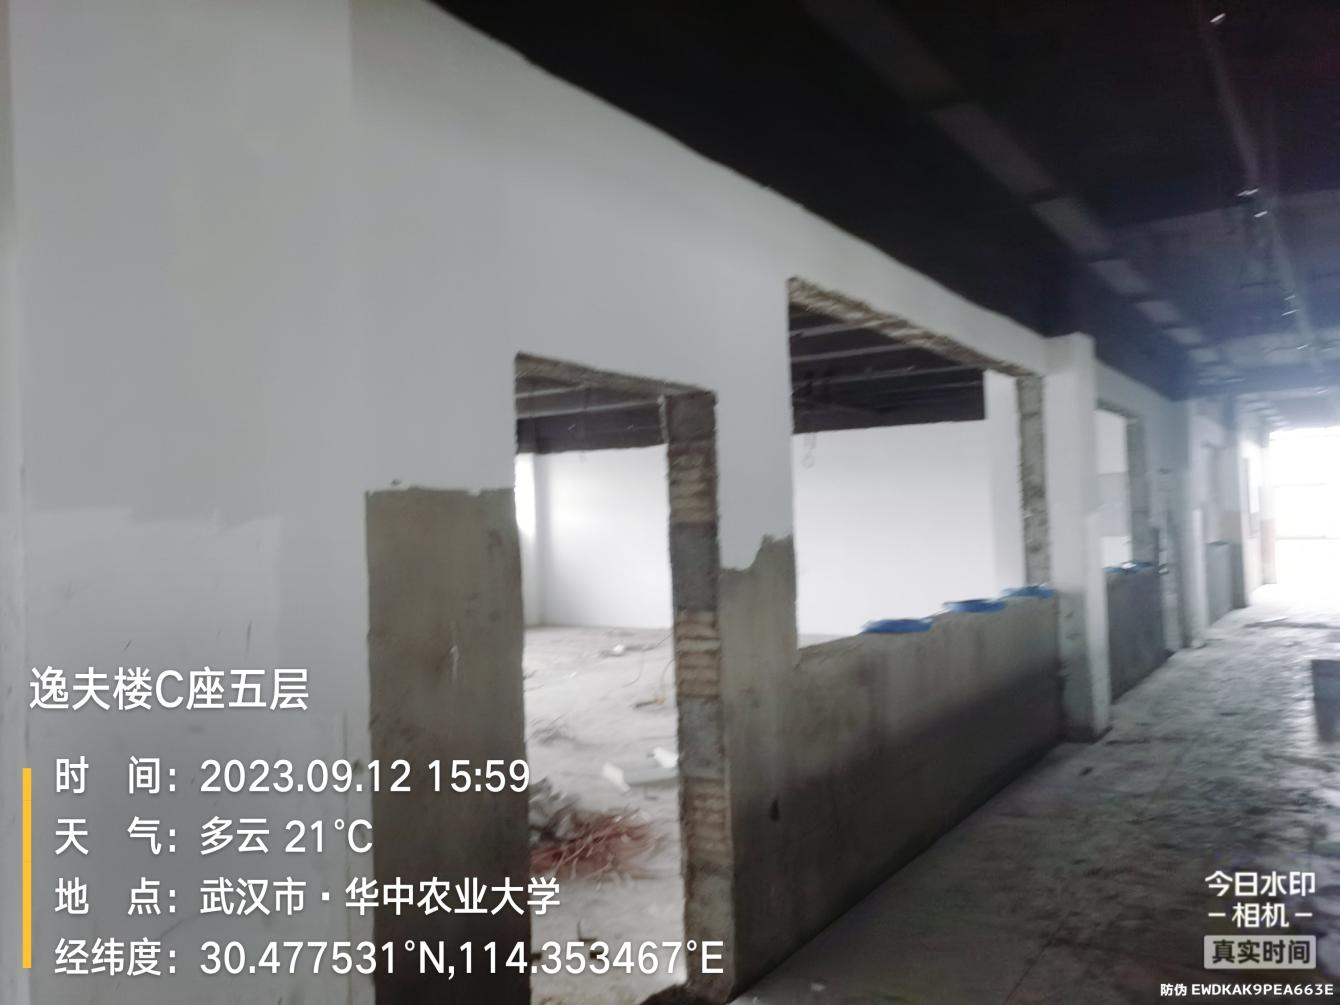 逸夫楼C座五层
时 间：2023.09.12 15:59
天 气：多云 21℃
地 点：武汉市·华中农业大学
经纬度：30.477531°N,114.353467°E
今日水印
-相机-
真实时间
防伪 EWDKAK9PEA663E